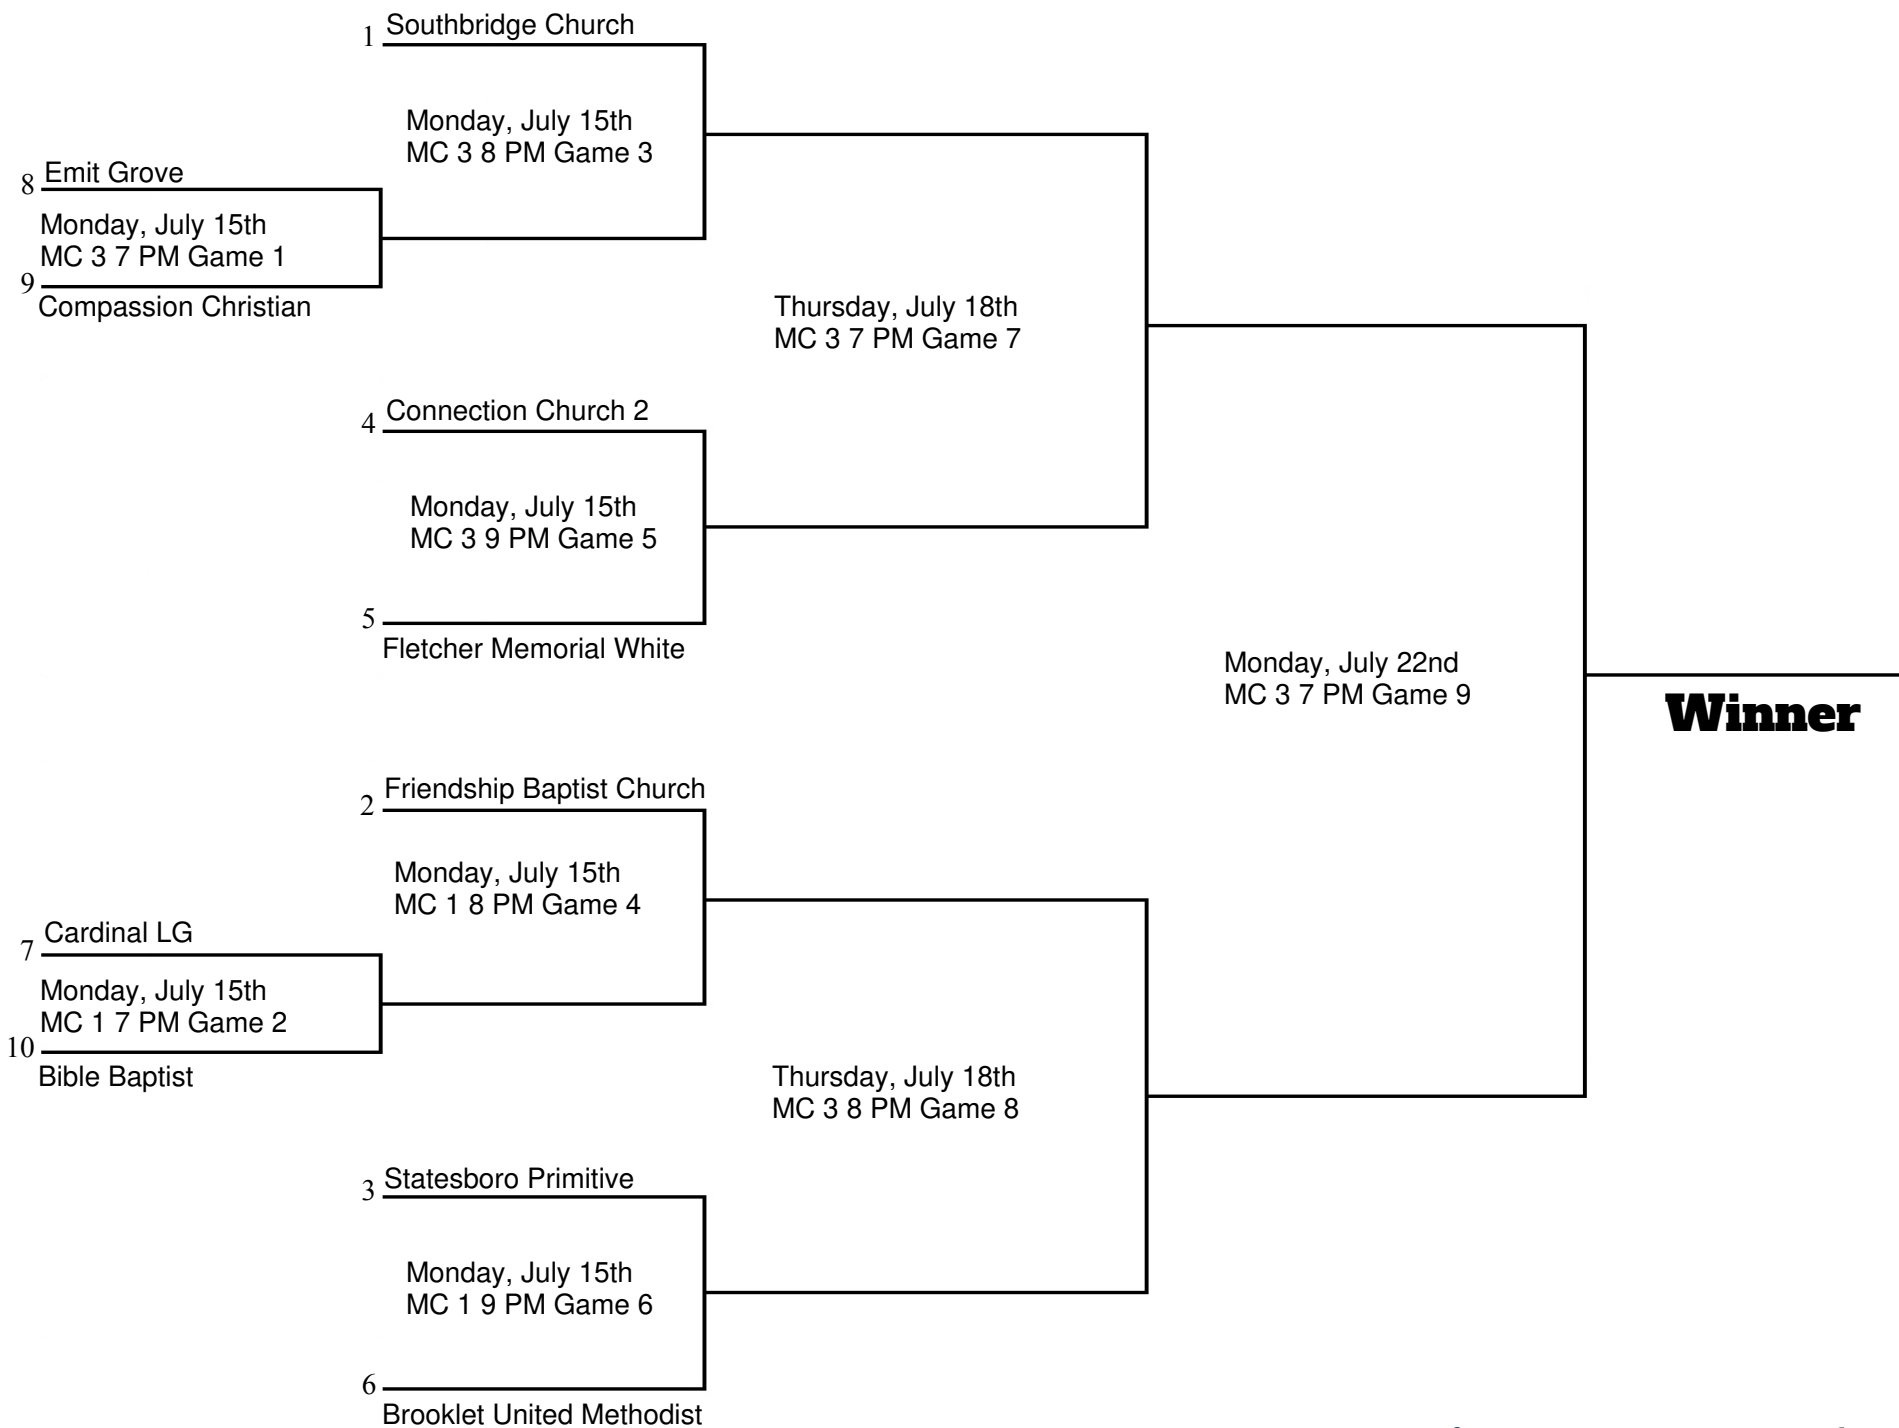 1 Southbridge Church
Monday, July 15th
MC 3 8 PM Game 3
8 Emit Grove
Monday, July 15th
MC 3 7 PM Game 1
9
Compassion Christian
Thursday, July 18th
MC 3 7 PM Game 7
4 Connection Church 2
Monday, July 15th
MC 3 9 PM Game 5
5
Fletcher Memorial White
Monday, July 22nd
MC 3 7 PM Game 9
Winner
2 Friendship Baptist Church
Monday, July 15th
MC 1 8 PM Game 4
7 Cardinal LG
Monday, July 15th
MC 1 7 PM Game 2
10
Bible Baptist
Thursday, July 18th
MC 3 8 PM Game 8
3 Statesboro Primitive
Monday, July 15th
MC 1 9 PM Game 6
6
Brooklet United Methodist